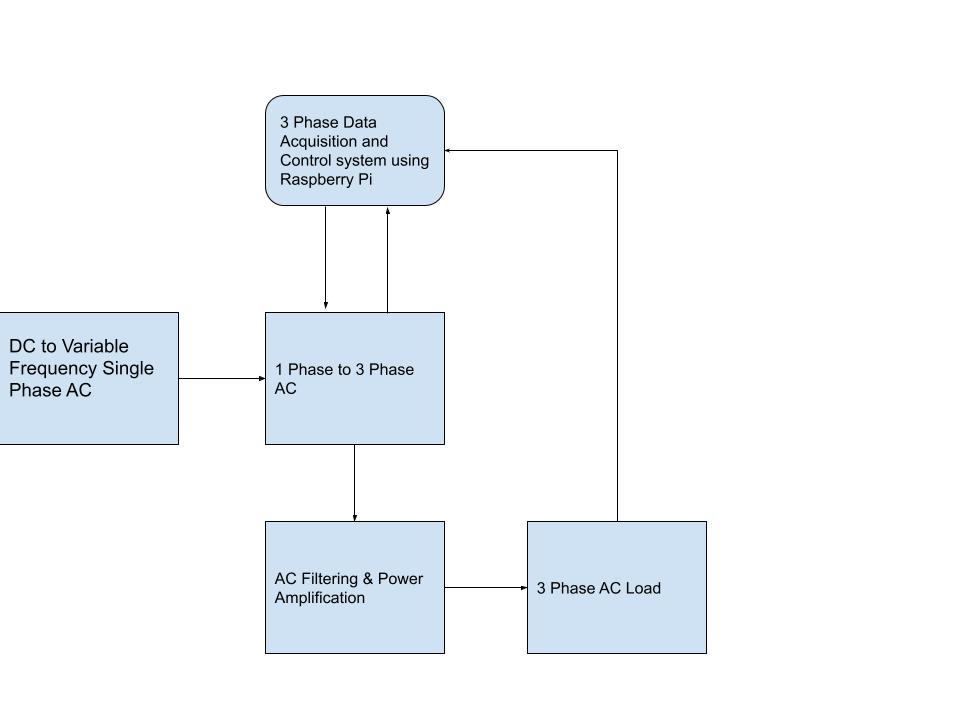 3 Phase Data
Acquisition and
Control system using
Raspberry Pi
DC to Variable
Frequency Single
Phase AC
1 Phase to 3 Phase
AC
AC Filtering & Power
Amplification
3 Phase AC Load